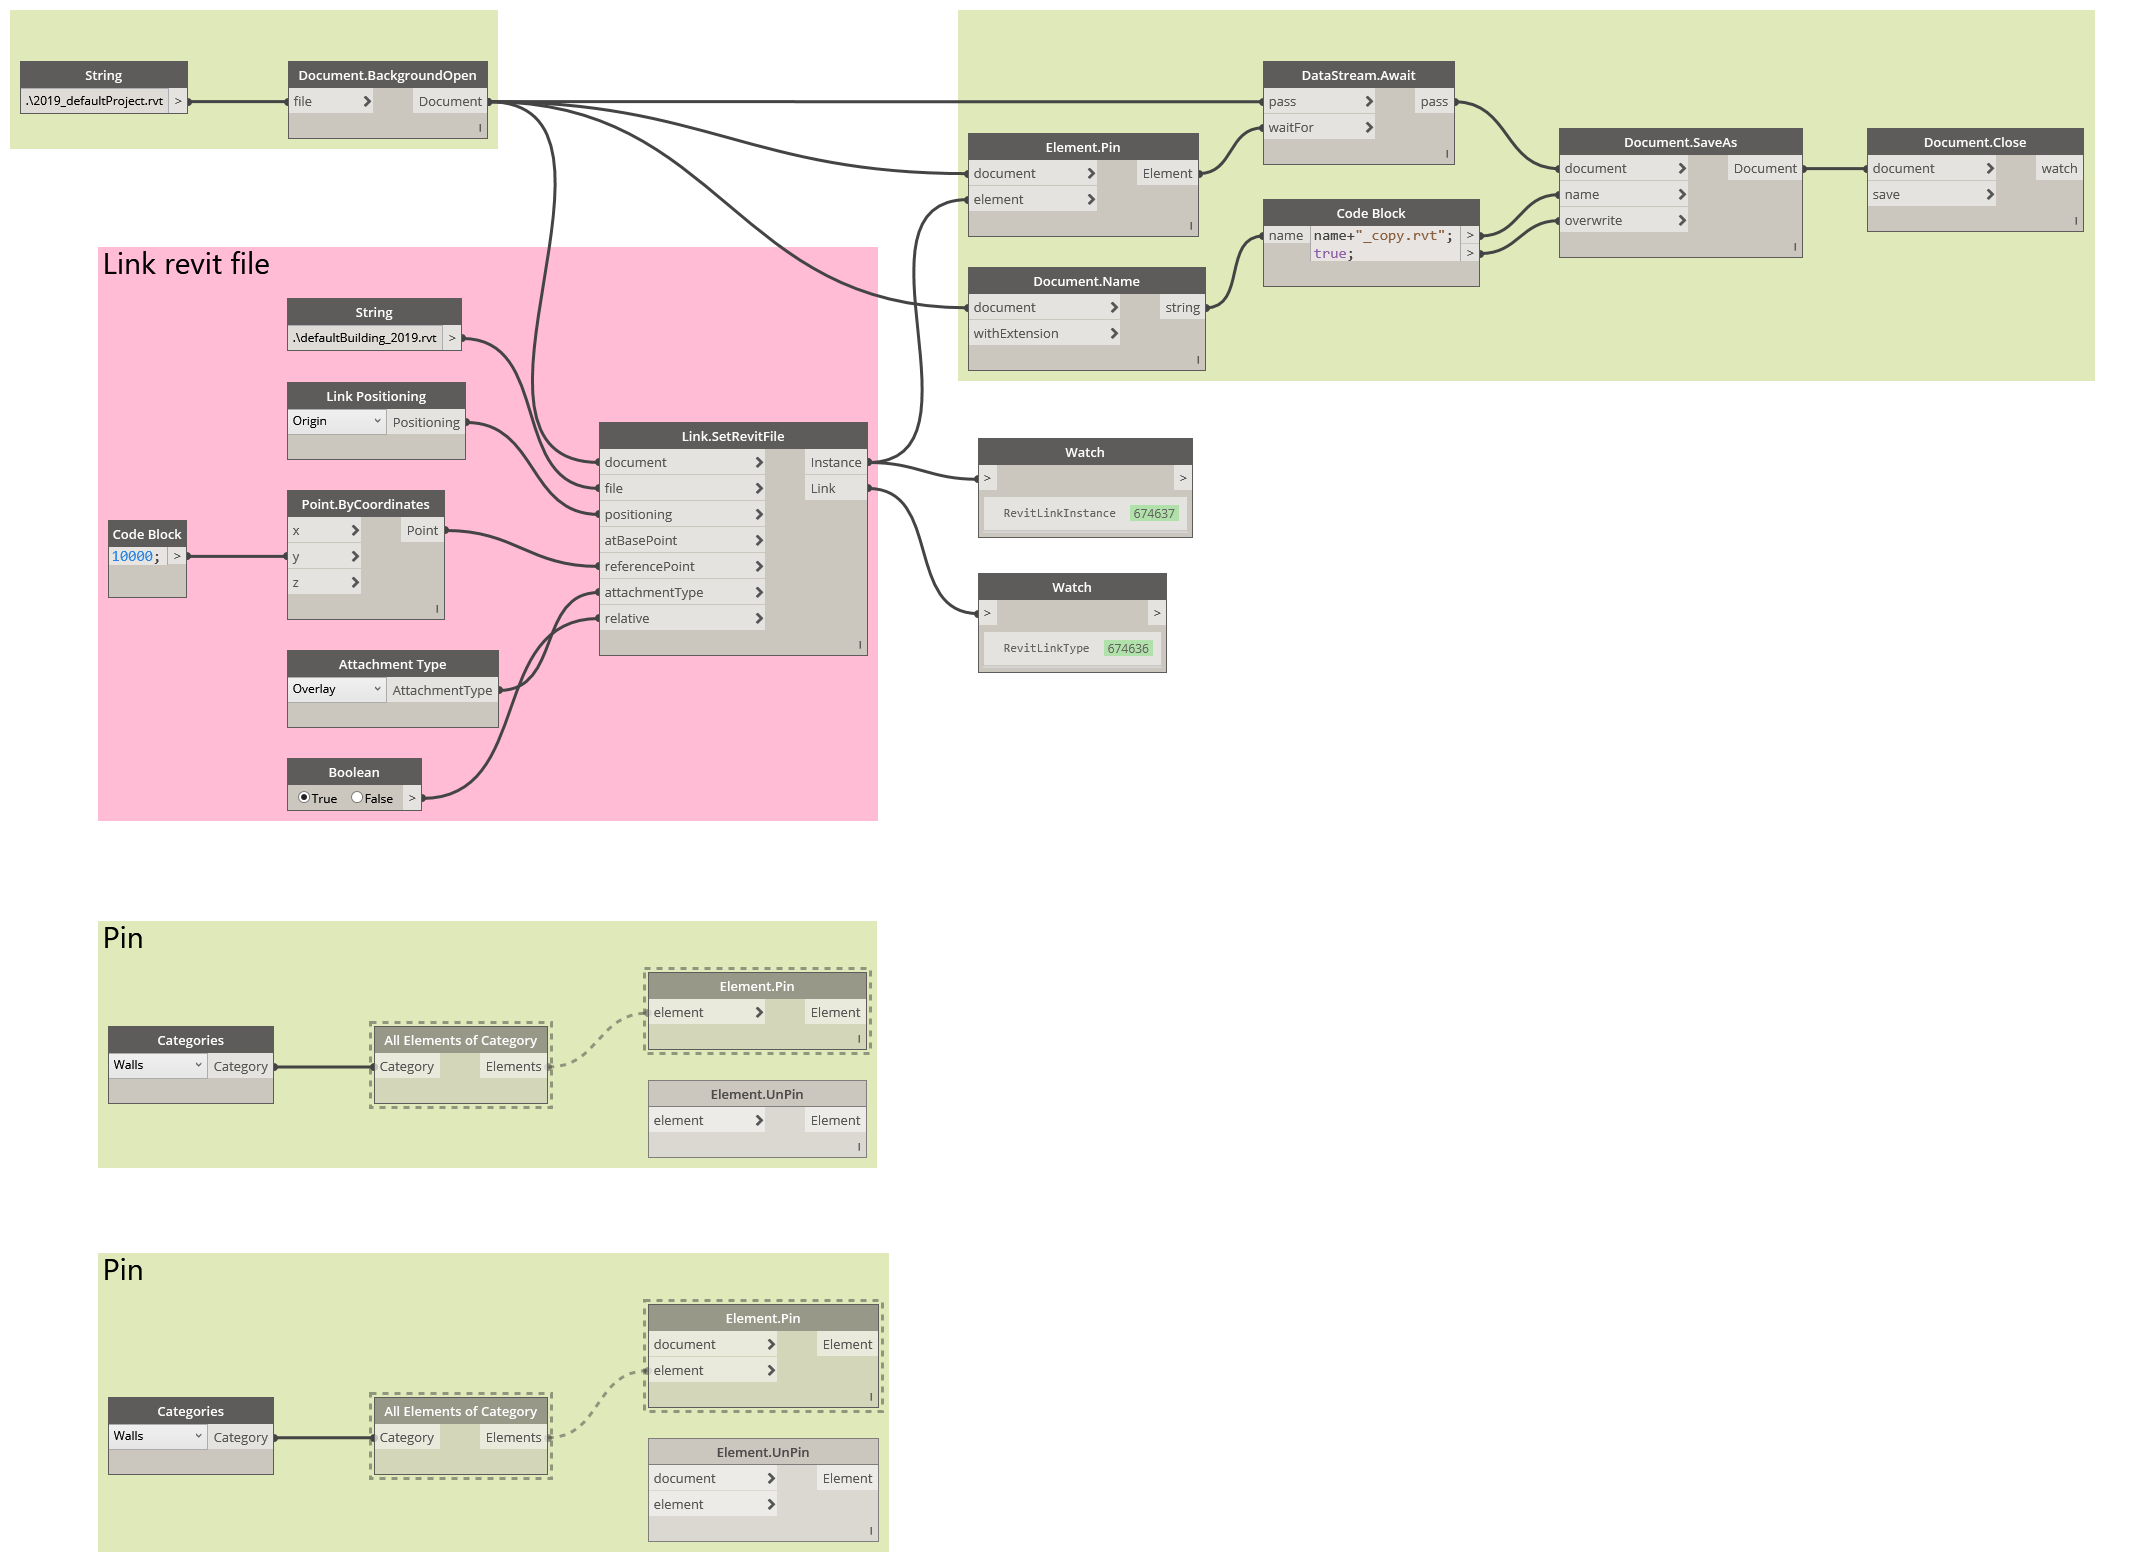 String
.\2019_defaultProject.rvt >
Document.BackgroundOpen
file > Document
l
Link revit file
String
.\defaultBuilding_2019.rvt >
Link Positioning
Origin Positioning
Code Block
10000; >
Point.ByCoordinates
x > Point
y >
z >
l
Attachment Type
Overlay AttachmentType
Boolean
True False >
Link.SetRevitFile
document > Instance
file > Link
positioning >
atBasePoint >
referencePoint >
attachmentType >
relative >
l
Element.Pin
document > Element
element >
l
Document.Name
document > string
withExtension >
l
DataStream.Await
pass > pass
waitFor >
l
Code Block
name name+"_copy.rvt"; >
true; >
Document.SaveAs
document > Document
name >
overwrite >
l
Document.Close
document > watch
save >
l
Watch
> >
RevitLinkInstance 674637
Watch
> >
RevitLinkType 674636
Pin
Categories
Walls Category
All Elements of Category
Category Elements
Element.Pin
element > Element
l
Element.UnPin
element > Element
l
Pin
Categories
Walls Category
All Elements of Category
Category Elements
Element.Pin
document > Element
element >
l
Element.UnPin
document > Element
element >
l